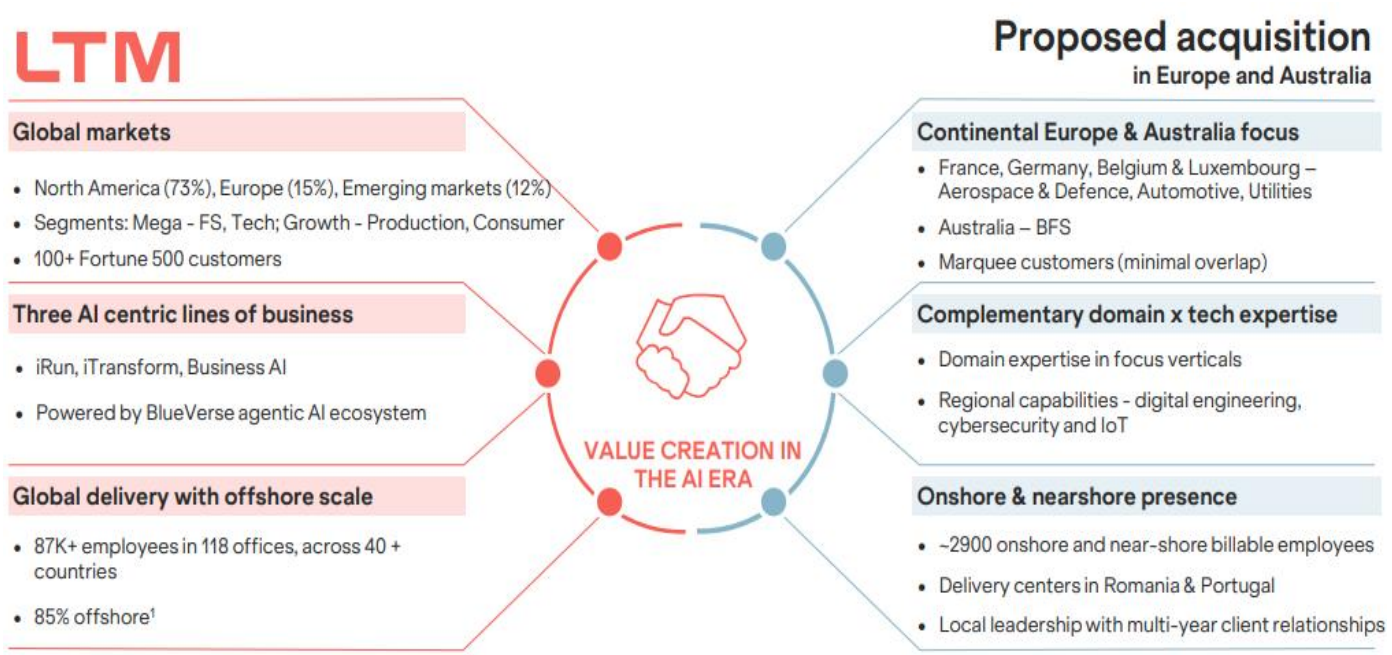 LTM
Proposed acquisition
in Europe and Australia
Global markets
• North America (73%), Europe (15%), Emerging markets (12%)
• Segments: Mega - FS, Tech; Growth - Production, Consumer
• 100+ Fortune 500 customers
Three AI centric lines of business
• iRun, iTransform, Business AI
• Powered by BlueVerse agentic AI ecosystem
Global delivery with offshore scale
• 87K+ employees in 118 offices, across 40 +
countries
• 85% offshore¹
VALUE CREATION IN
THE AI ERA
Continental Europe & Australia focus
• France, Germany, Belgium & Luxembourg –
Aerospace & Defence, Automotive, Utilities
• Australia – BFS
• Marquee customers (minimal overlap)
Complementary domain x tech expertise
• Domain expertise in focus verticals
• Regional capabilities - digital engineering,
cybersecurity and IoT
Onshore & nearshore presence
• ~2900 onshore and near-shore billable employees
• Delivery centers in Romania & Portugal
• Local leadership with multi-year client relationships